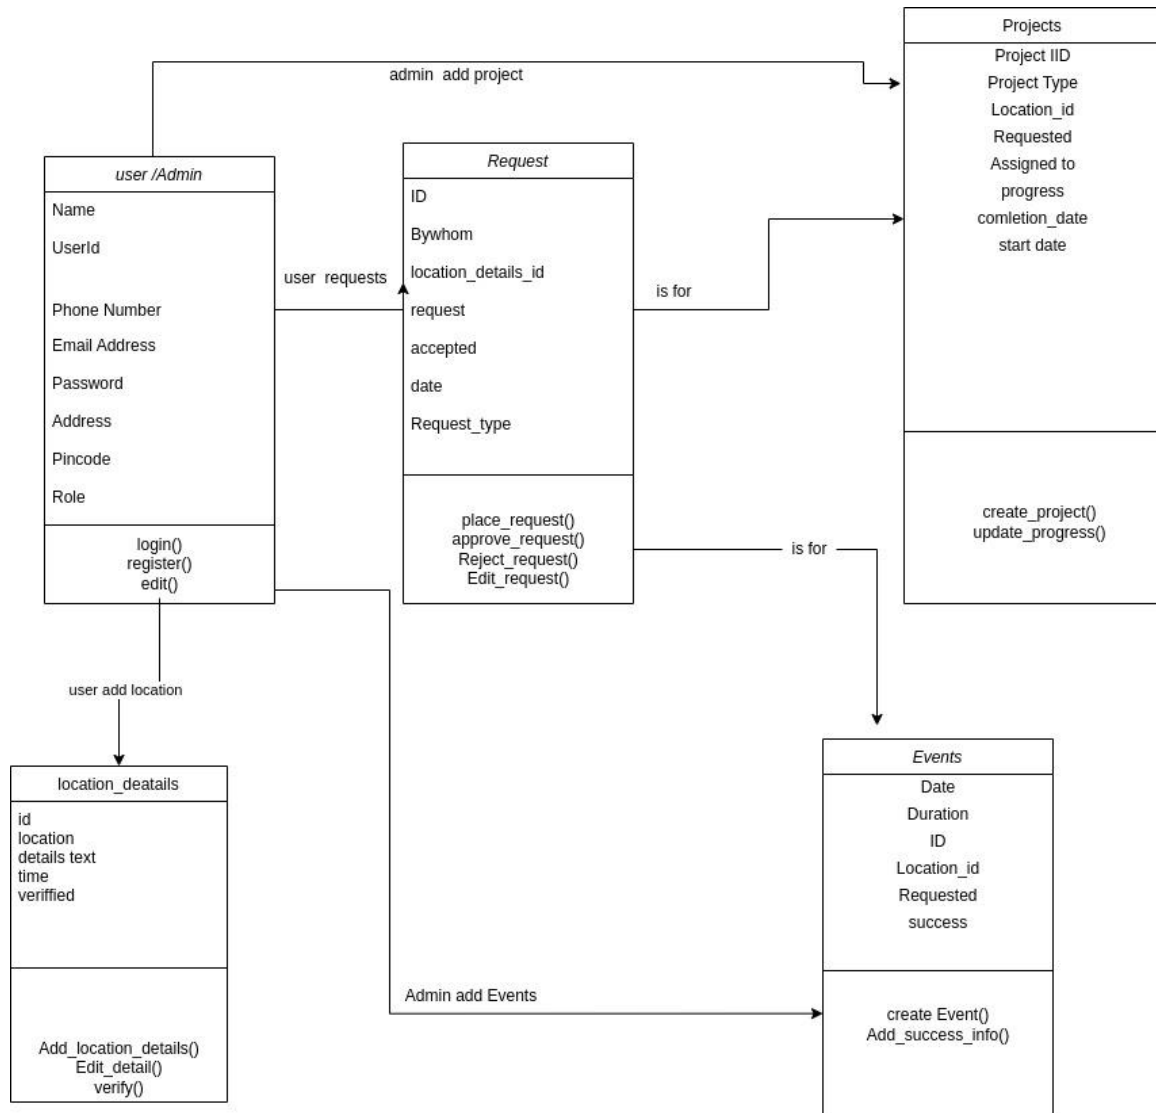 Projects
Project IID
Project Type
Location_id
Requested
Assigned to
progress
comletion_date
start date
create_project()
update_progress()
admin  add project
user /Admin
Name
UserId
Phone Number
Email Address
Password
Address
Pincode
Role
login()
register()
edit()
user  requests
Request
ID
Bywhom
location_details_id
request
accepted
date
Request_type
place_request()
approve_request()
Reject_request()
Edit_request()
is for
is for
user add location
location_deatails
id
location
details text
time
veriffied
Add_location_details()
Edit_detail()
verify()
Admin add Events
Events
Date
Duration
ID
Location_id
Requested
success
create Event()
Add_success_info()